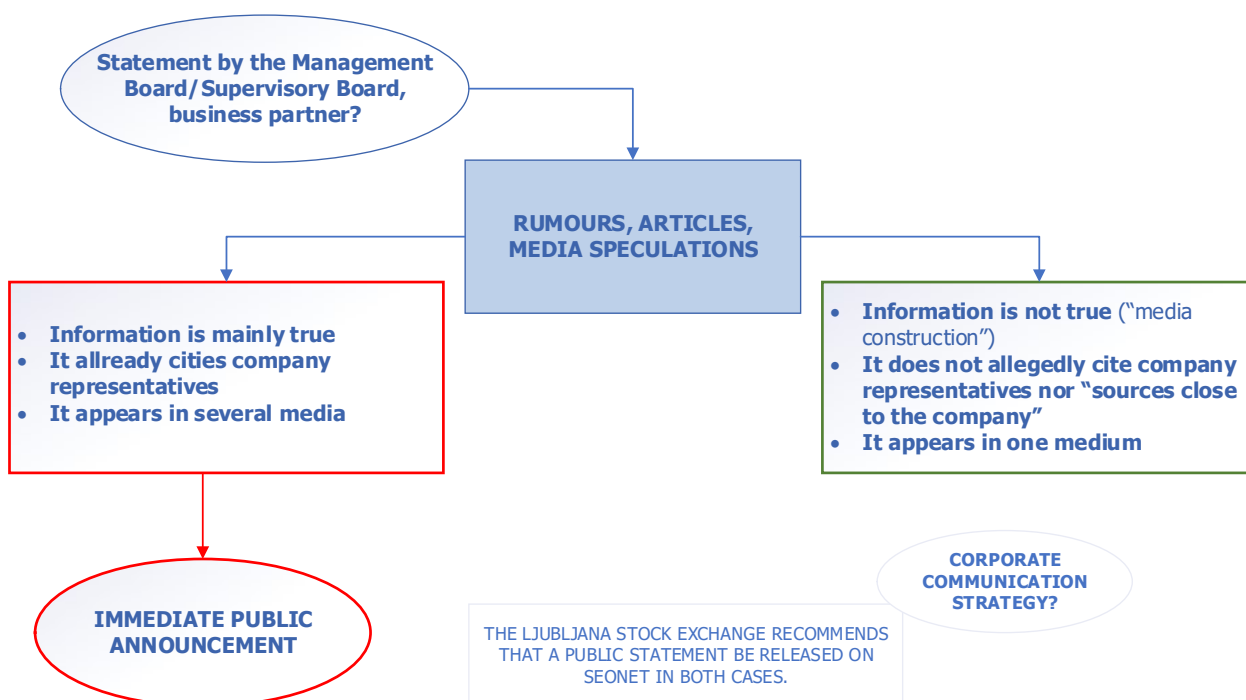 Statement by the Management
Board/Supervisory Board,
business partner?
RUMOURS, ARTICLES,
MEDIA SPECULATIONS
• Information is mainly true
• It allready cities company
representatives
• It appears in several media
• Information is not true (“media
construction”)
• It does not allegedly cite company
representatives nor “sources close
to the company”
• It appears in one medium
IMMEDIATE PUBLIC
ANNOUNCEMENT
CORPORATE
COMMUNICATION
STRATEGY?
THE LJUBLJANA STOCK EXCHANGE RECOMMENDS
THAT A PUBLIC STATEMENT BE RELEASED ON
SEONET IN BOTH CASES.